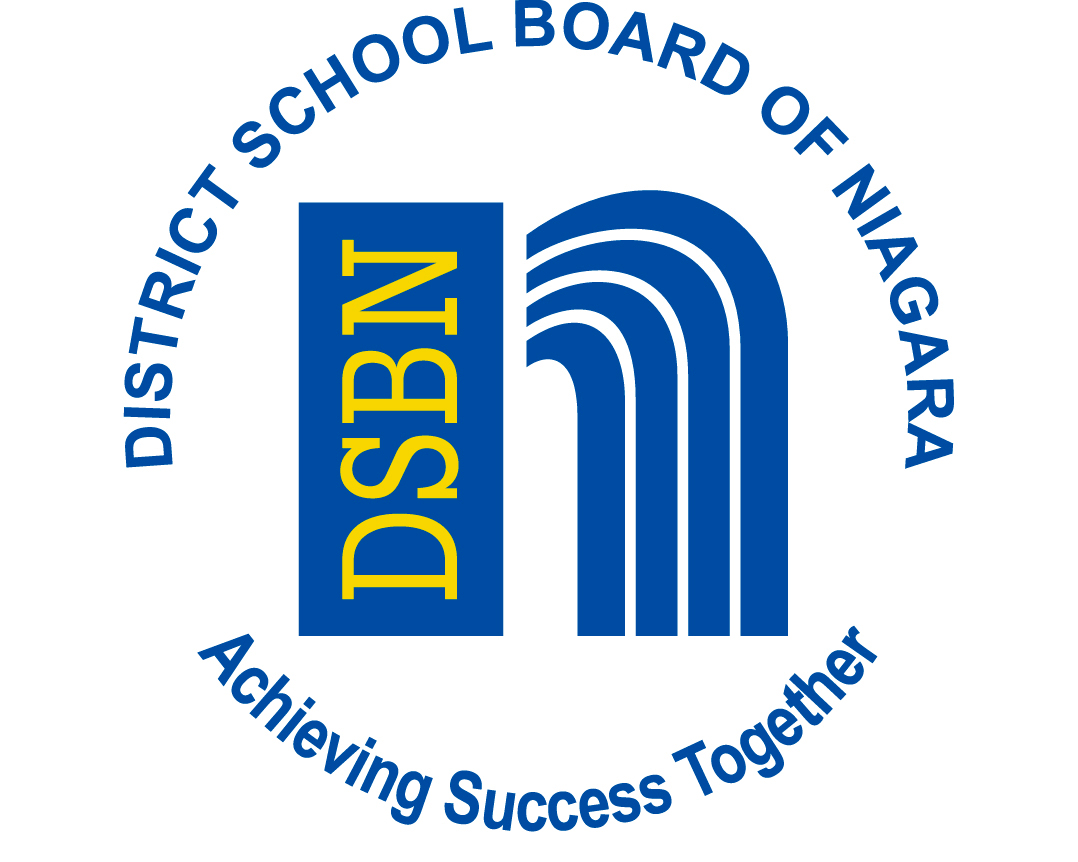 DISTRICT SCHOOL BOARD OF NIAGARA
DSBN
Achieving Success Together